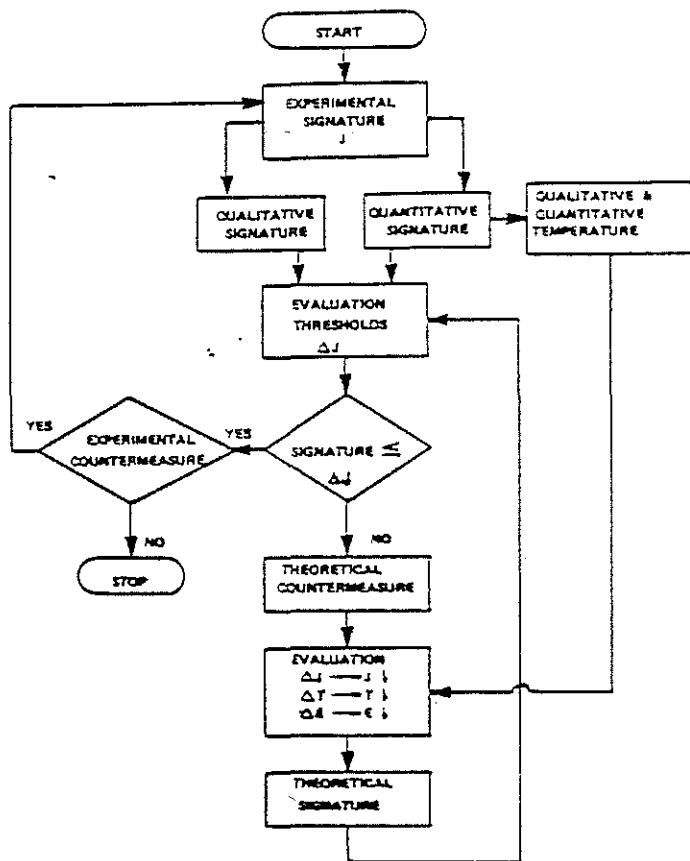 START
EXPERIMENTAL
SIGNATURE
J
QUALITATIVE
SIGNATURE
QUANTITATIVE
SIGNATURE
QUALITATIVE &
QUANTITATIVE
TEMPERATURE
EVALUATION
THRESHOLDS
ΔJ
YES
EXPERIMENTAL
COUNTERMEASURE
YES
SIGNATURE ≤
ΔJ
NO
STOP
NO
THEORETICAL
COUNTERMEASURE
EVALUATION
ΔJ → J ↓
ΔT → T ↓
Δε → ε ↓
THEORETICAL
SIGNATURE